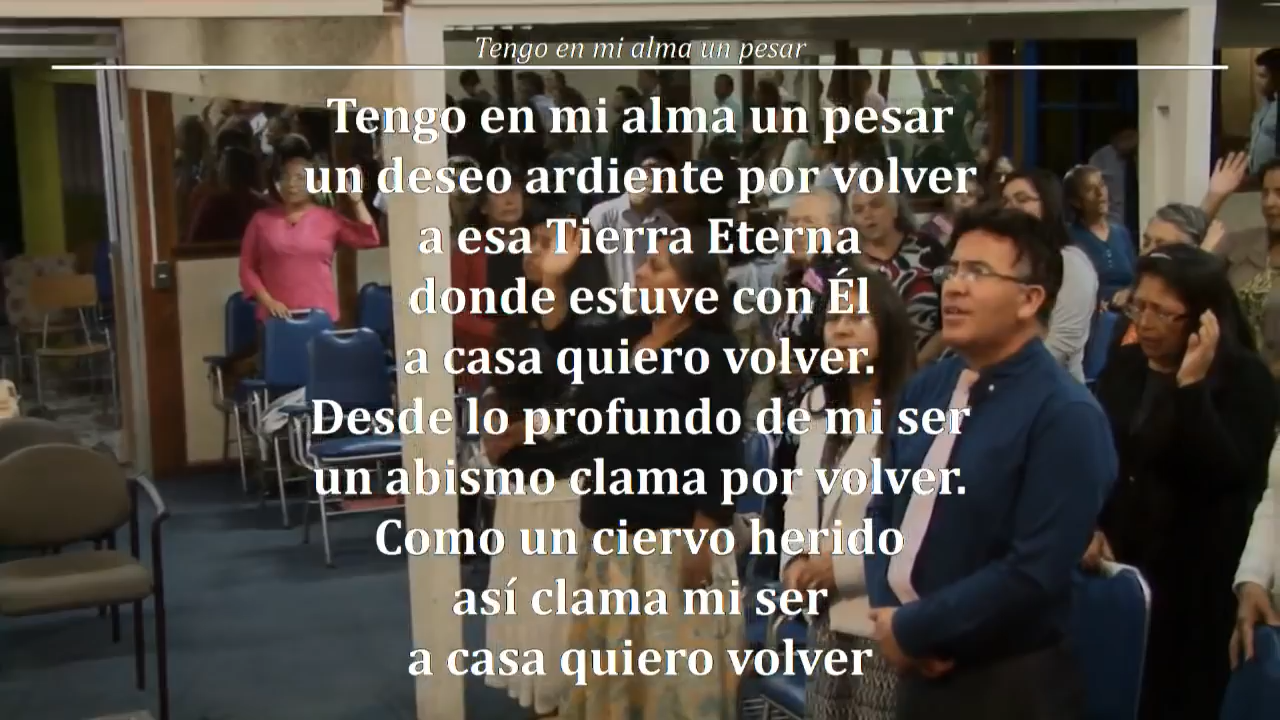 Tengo en mi alma un pesar
Tengo en mi alma un pesar
un deseo ardiente por volver
a esa Tierra Eterna
donde estuve con Él
a casa quiero volver.
Desde lo profundo de mi ser
un abismo clama por volver.
Como un ciervo herido
así clama mi ser
a casa quiero volver